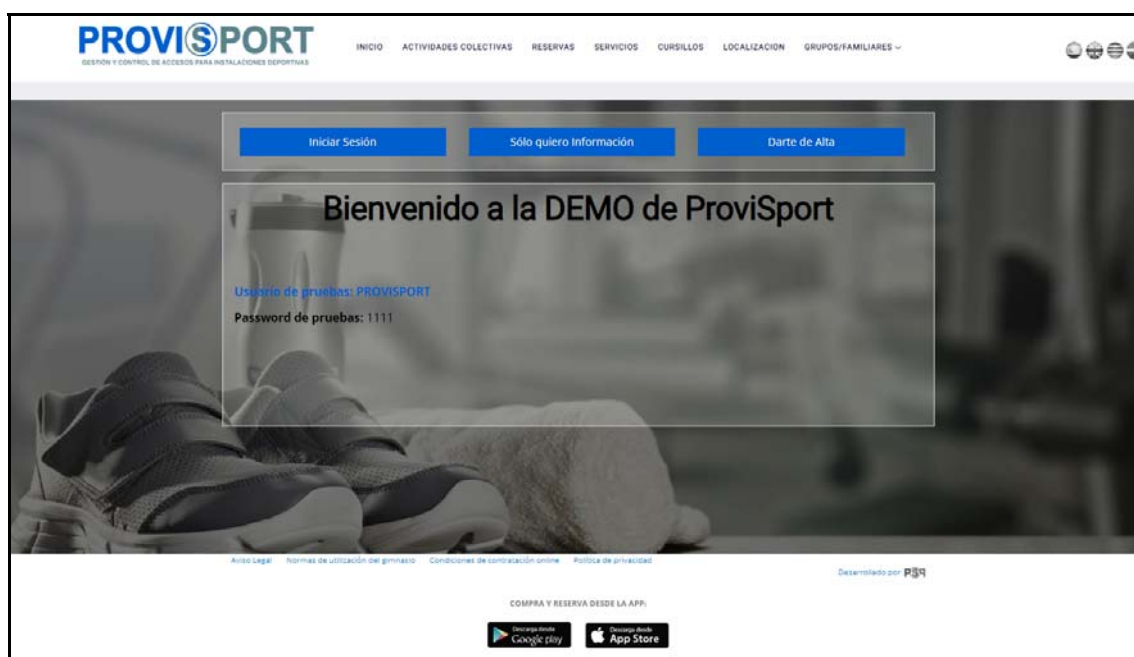 PROVISPORT
GESTIÓN Y CONTROL DE ACCESOS PARA INSTALACIONES DEPORTIVAS
INICIO ACTIVIDADES COLECTIVAS RESERVAS SERVICIOS CURSILLOS LOCALIZACION GRUPOS/FAMILIARES
Iniciar Sesión Sólo quiero Información Darte de Alta
Bienvenido a la DEMO de ProviSport
Usuario de pruebas: PROVISPORT
Password de pruebas: 1111
Aviso Legal Normas de utilización del gimnasio Condiciones de contratación online Política de privacidad
Desarrollado por
COMPRA Y RESERVA DESDE LA APP:
Descarga desde Google play
Descarga desde App Store